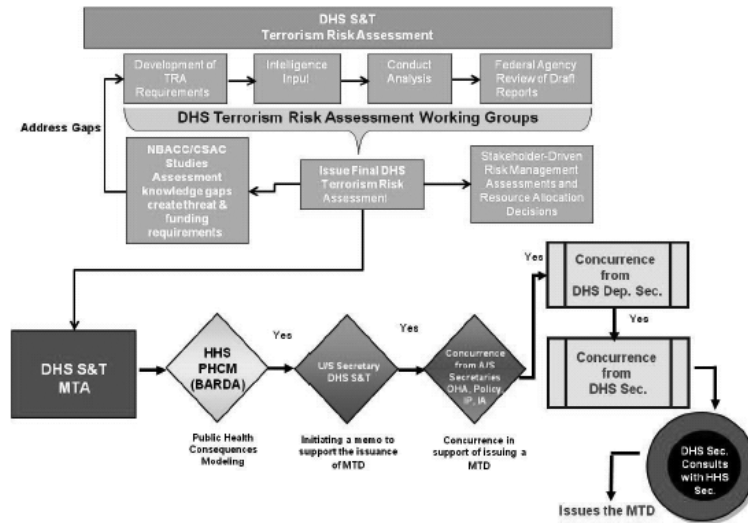 DHS S&T
Terrorism Risk Assessment
Development of
TRA
Requirements
Intelligence
Input
Conduct
Analysis
Federal Agency
Review of Draft
Reports
Address Gaps
DHS Terrorism Risk Assessment Working Groups
NBACC/CSAC
Studies
Assessment
knowledge gaps
create threat &
funding
requirements
Issue Final DHS
Terrorism Risk
Assessment
Stakeholder-Driven
Risk Management
Assessments and
Resource Allocation
Decisions
Yes
Concurrence
from
DHS Dep. Sec.
Yes
Concurrence
from
DHS Sec.
DHS S&T
MTA
HHS
PHCM
(BARDA)
Yes
U/S Secretary
DHS S&T
Yes
Concurrence
from A/S
Secretaries
OHA, Policy,
IP, IA
Public Health
Consequences
Modeling
Initiating a memo to
support the issuance
of MTD
Concurrence in
support of issuing a
MTD
DHS Sec.
Consults
with HHS
Sec.
Issues the MTD